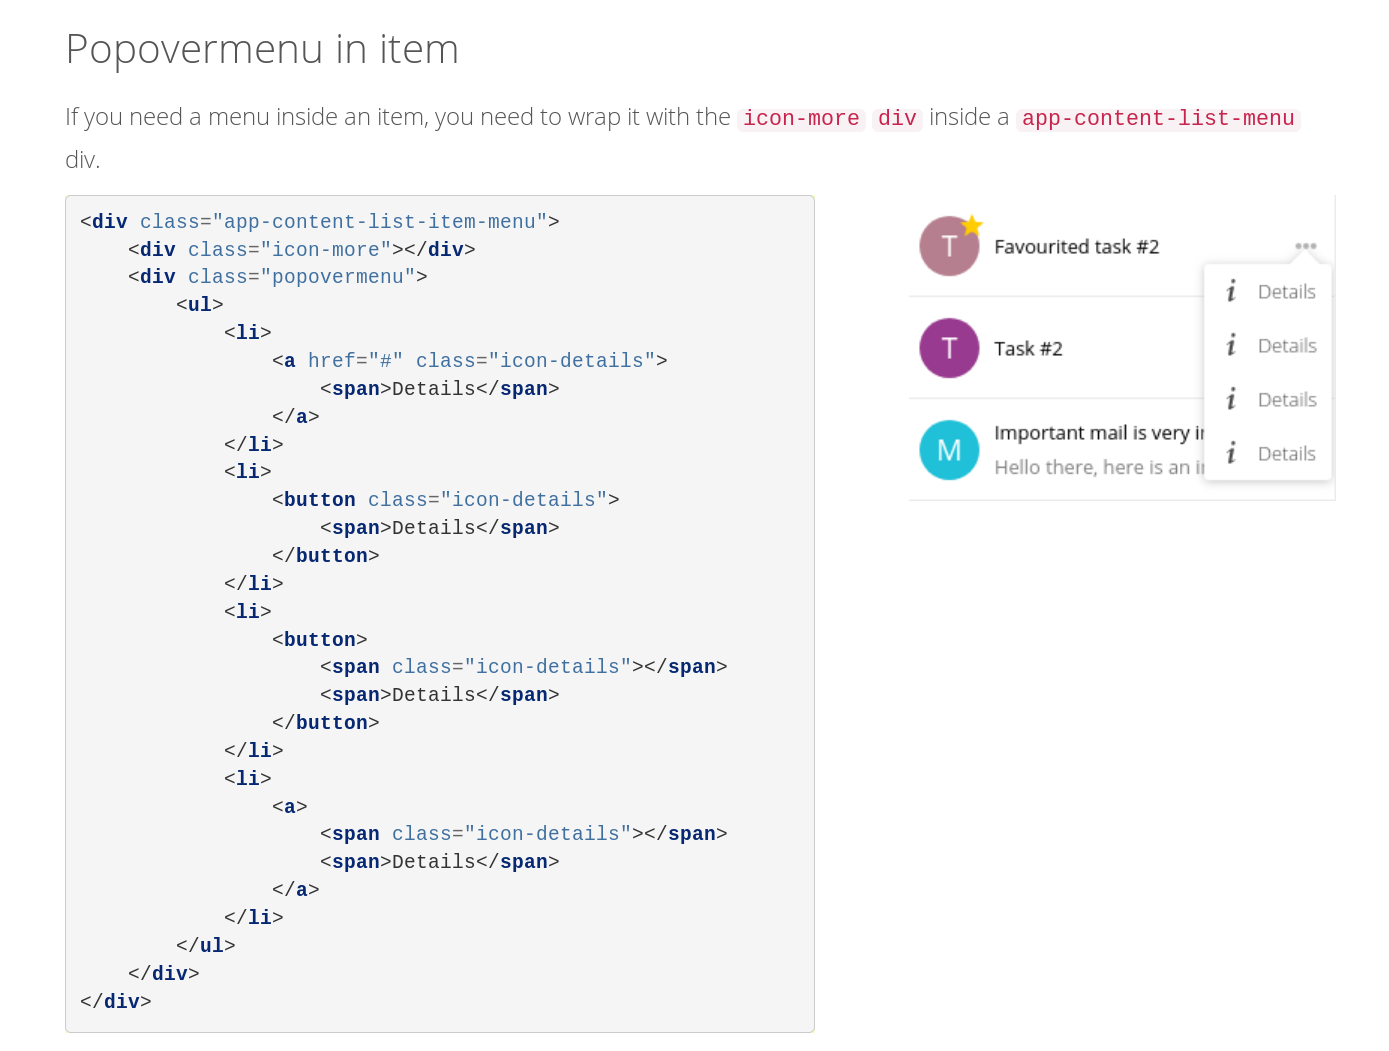 Popovermenu in item
If you need a menu inside an item, you need to wrap it with the icon-more div inside a app-content-list-menu
div.
<div class="app-content-list-item-menu">
    <div class="icon-more"></div>
    <div class="popovermenu">
        <ul>
            <li>
                <a href="#" class="icon-details">
                    <span>Details</span>
                </a>
            </li>
            <li>
                <button class="icon-details">
                    <span>Details</span>
                </button>
            </li>
            <li>
                <button>
                    <span class="icon-details"></span>
                    <span>Details</span>
                </button>
            </li>
            <li>
                <a>
                    <span class="icon-details"></span>
                    <span>Details</span>
                </a>
            </li>
        </ul>
    </div>
</div>
T Favourited task #2
i Details
i Details
T Task #2
i Details
M Important mail is very
Hello there, here is an
i Details